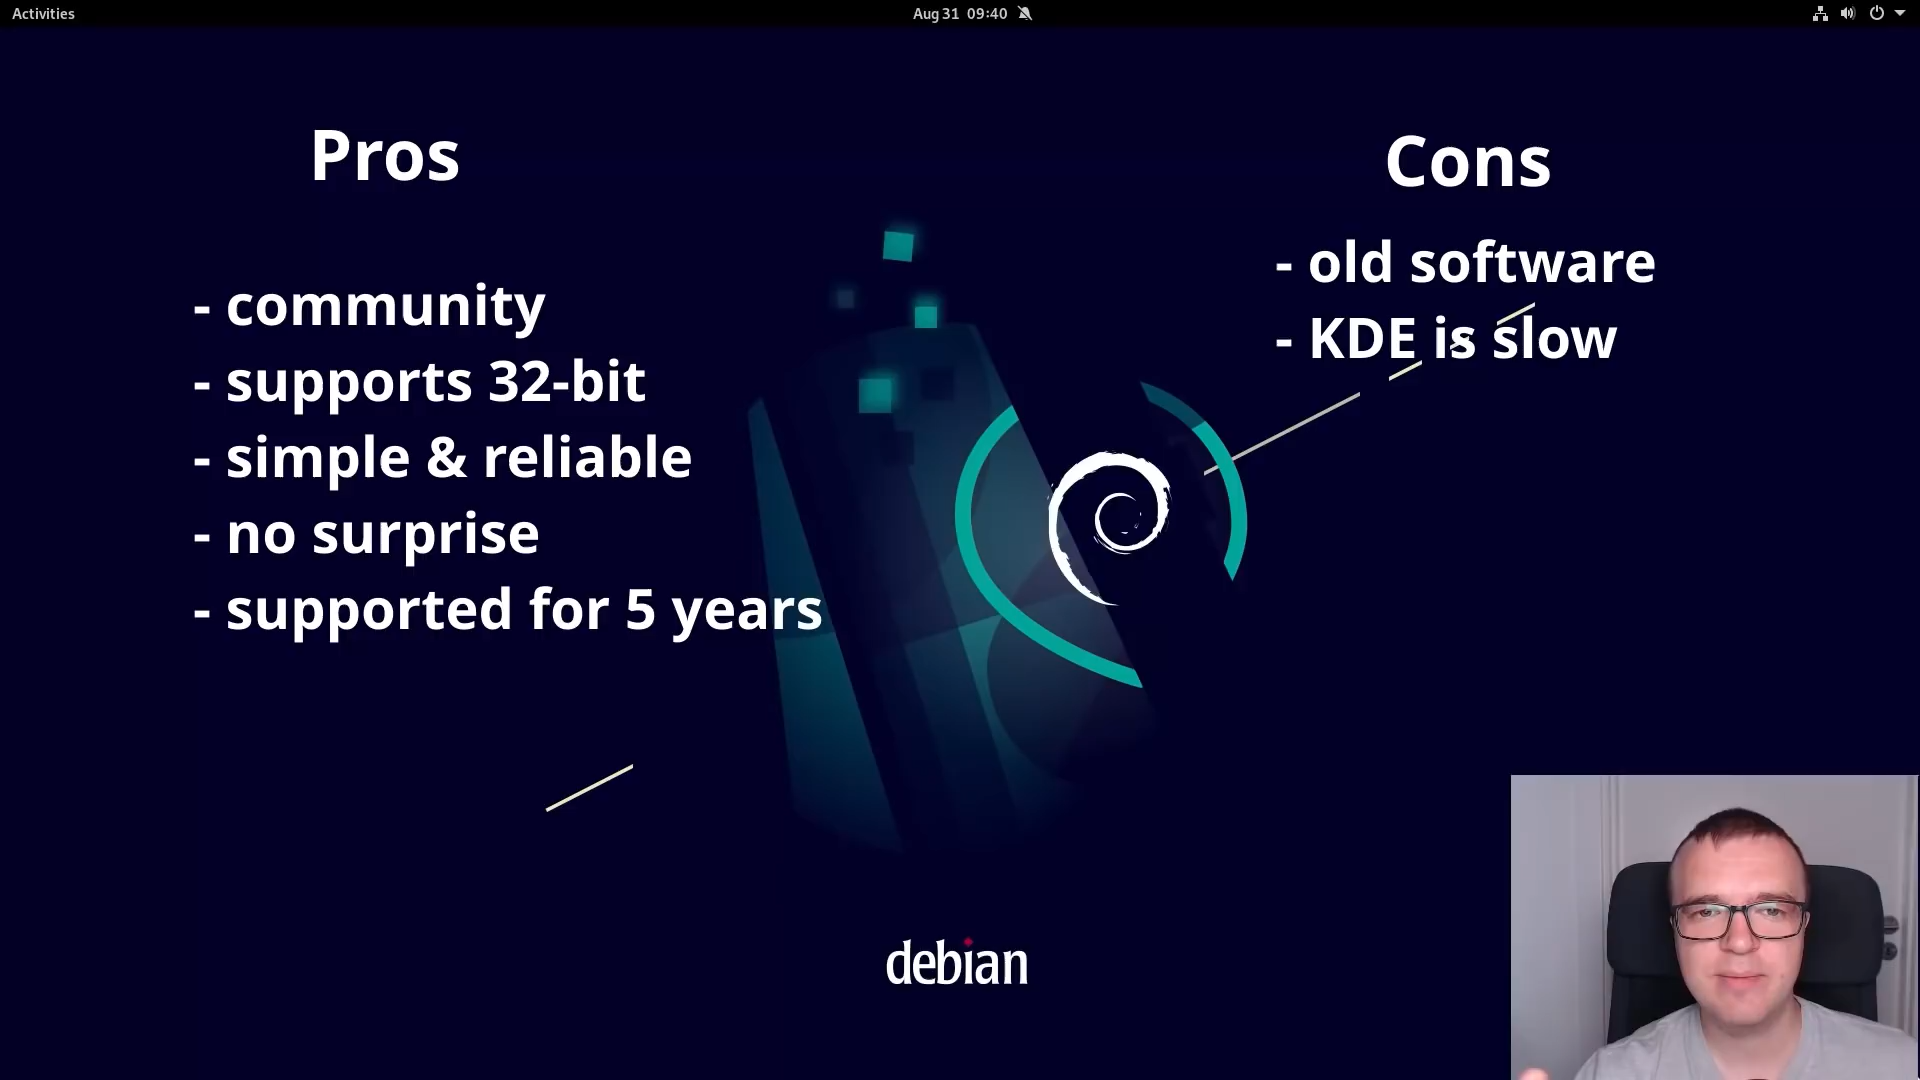 Activities
Aug 31 09:40
Pros
- community
- supports 32-bit
- simple & reliable
- no surprise
- supported for 5 years
Cons
- old software
- KDE is slow
debian